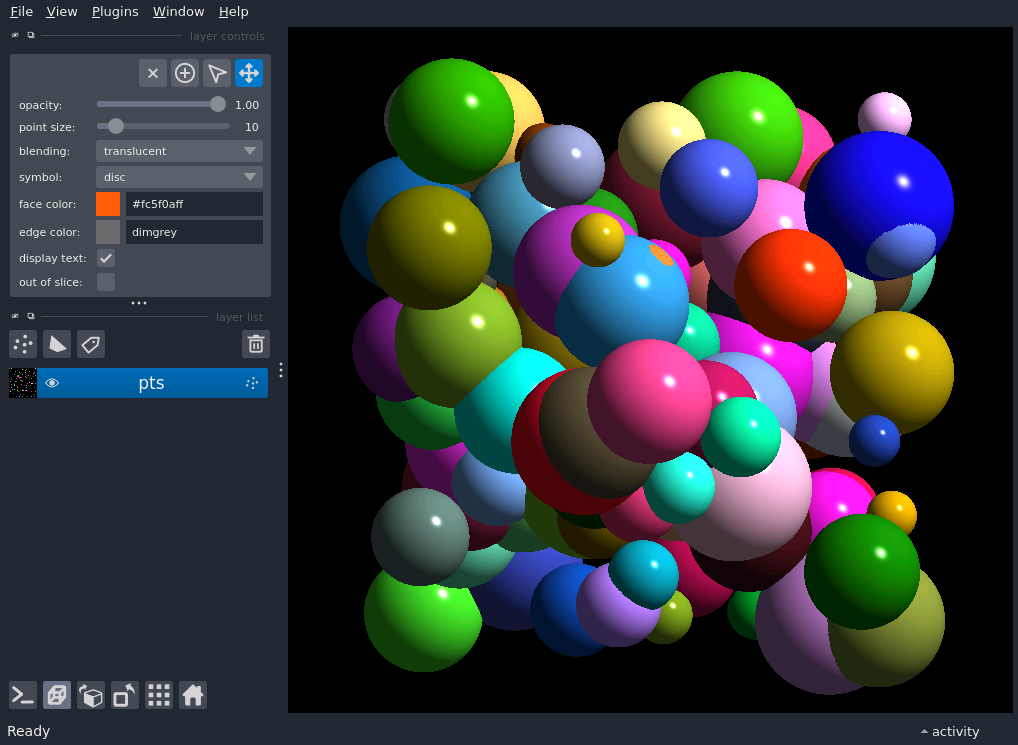 File View Plugins Window Help
layer controls
opacity: 1.00
point size: 10
blending: translucent
symbol: disc
face color: #fc5f0aff
edge color: dimgrey
display text:
out of slice:
layer list
pts
Ready activity